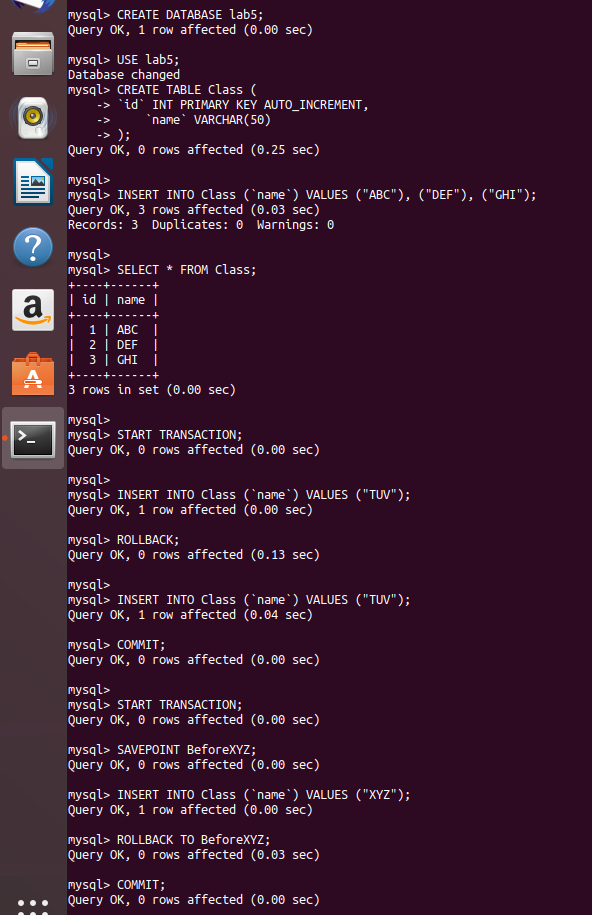 mysql> CREATE DATABASE lab5;
Query OK, 1 row affected (0.00 sec)
mysql> USE lab5;
Database changed
mysql> CREATE TABLE Class (
    -> `id` INT PRIMARY KEY AUTO_INCREMENT,
    ->     `name` VARCHAR(50)
    -> );
Query OK, 0 rows affected (0.25 sec)
mysql>
mysql> INSERT INTO Class (`name`) VALUES ("ABC"), ("DEF"), ("GHI");
Query OK, 3 rows affected (0.03 sec)
Records: 3  Duplicates: 0  Warnings: 0
mysql>
mysql> SELECT * FROM Class;
+----+------+
| id | name |
+----+------+
|  1 | ABC  |
|  2 | DEF  |
|  3 | GHI  |
+----+------+
3 rows in set (0.00 sec)
mysql>
mysql> START TRANSACTION;
Query OK, 0 rows affected (0.00 sec)
mysql>
mysql> INSERT INTO Class (`name`) VALUES ("TUV");
Query OK, 1 row affected (0.00 sec)
mysql> ROLLBACK;
Query OK, 0 rows affected (0.13 sec)
mysql>
mysql> INSERT INTO Class (`name`) VALUES ("TUV");
Query OK, 1 row affected (0.04 sec)
mysql> COMMIT;
Query OK, 0 rows affected (0.00 sec)
mysql>
mysql> START TRANSACTION;
Query OK, 0 rows affected (0.00 sec)
mysql> SAVEPOINT BeforeXYZ;
Query OK, 0 rows affected (0.00 sec)
mysql> INSERT INTO Class (`name`) VALUES ("XYZ");
Query OK, 1 row affected (0.00 sec)
mysql> ROLLBACK TO BeforeXYZ;
Query OK, 0 rows affected (0.03 sec)
mysql> COMMIT;
Query OK, 0 rows affected (0.00 sec)